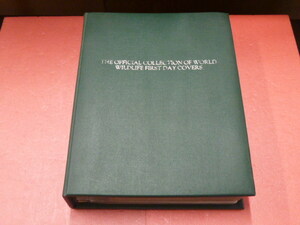 THE OFFICIAL COLLECTION OF WORLD
WILDLIFE FIRST DAY COVERS